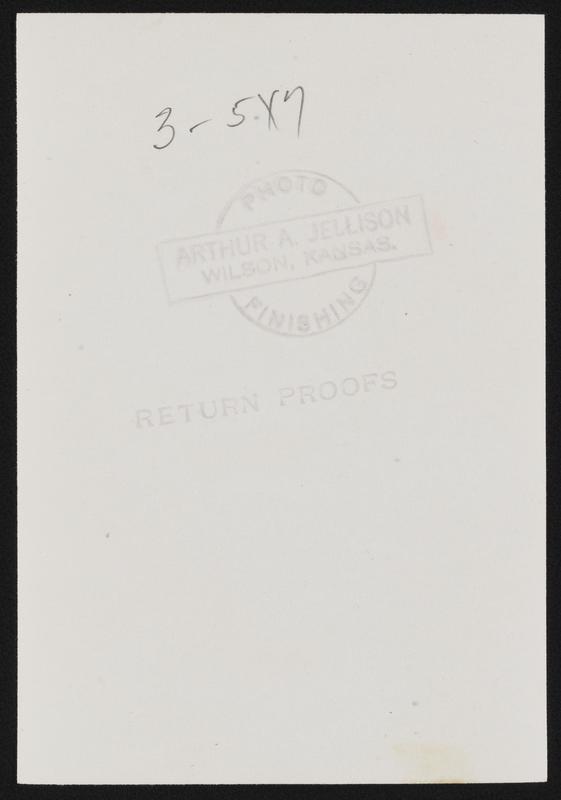 3 - 5X7
PHOTO
ARTHUR A. JELLISON
WILSON, KANSAS.
FINISHING
RETURN PROOFS